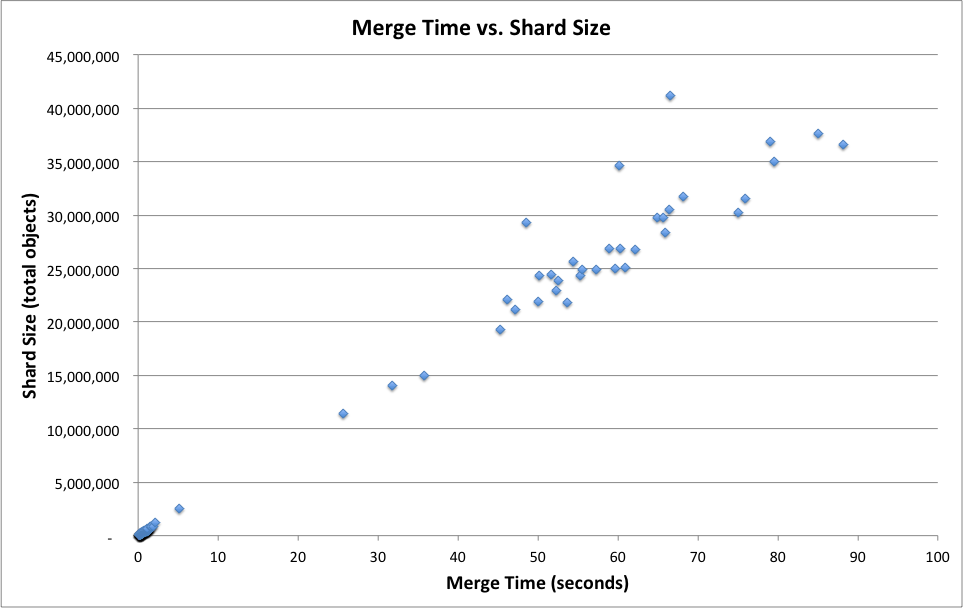 Merge Time vs. Shard Size
45,000,000
40,000,000
35,000,000
30,000,000
25,000,000
20,000,000
15,000,000
10,000,000
5,000,000
-
Shard Size (total objects)
0 10 20 30 40 50 60 70 80 90 100
Merge Time (seconds)